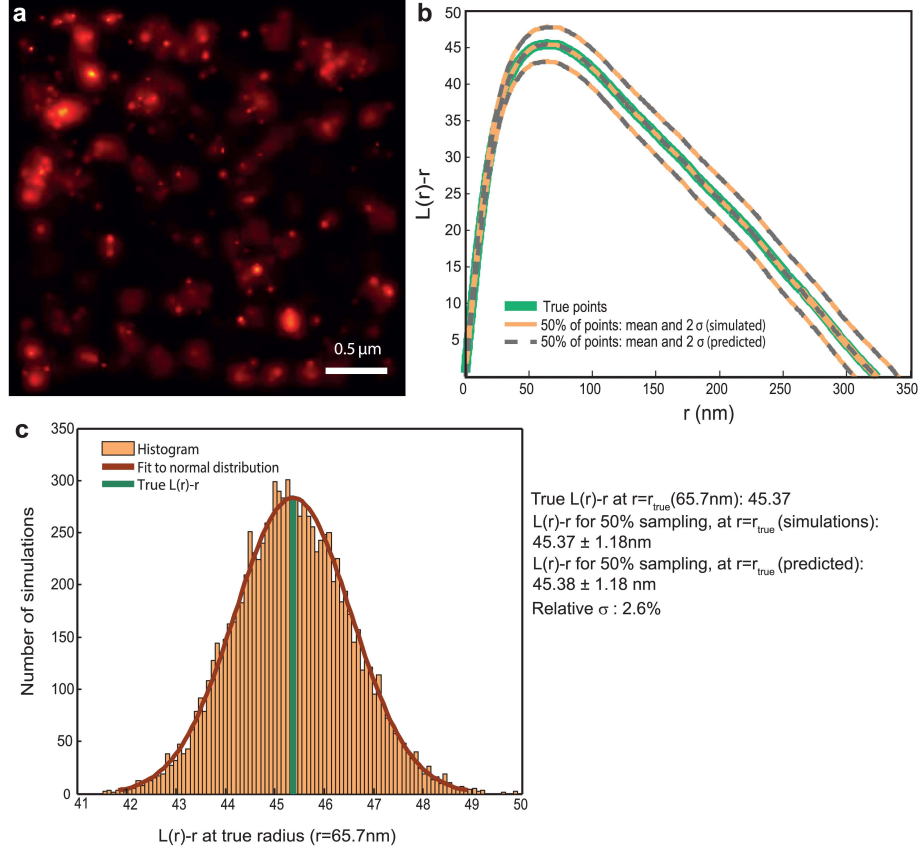 a
0.5 µm
b
50
45
40
35
30
25
20
15
10
5
L(r)-r
True points
50% of points: mean and 2 σ (simulated)
50% of points: mean and 2 σ (predicted)
0 50 100 150 200 250 300 350
r (nm)
c
350
300
250
200
150
100
50
0
Number of simulations
Histogram
Fit to normal distribution
True L(r)-r
41 42 43 44 45 46 47 48 49 50
L(r)-r at true radius (r=65.7nm)
True L(r)-r at r=rtrue(65.7nm): 45.37
L(r)-r for 50% sampling, at r=rtrue (simulations):
45.37 ± 1.18nm
L(r)-r for 50% sampling, at r=rtrue (predicted):
45.38 ± 1.18 nm
Relative σ : 2.6%